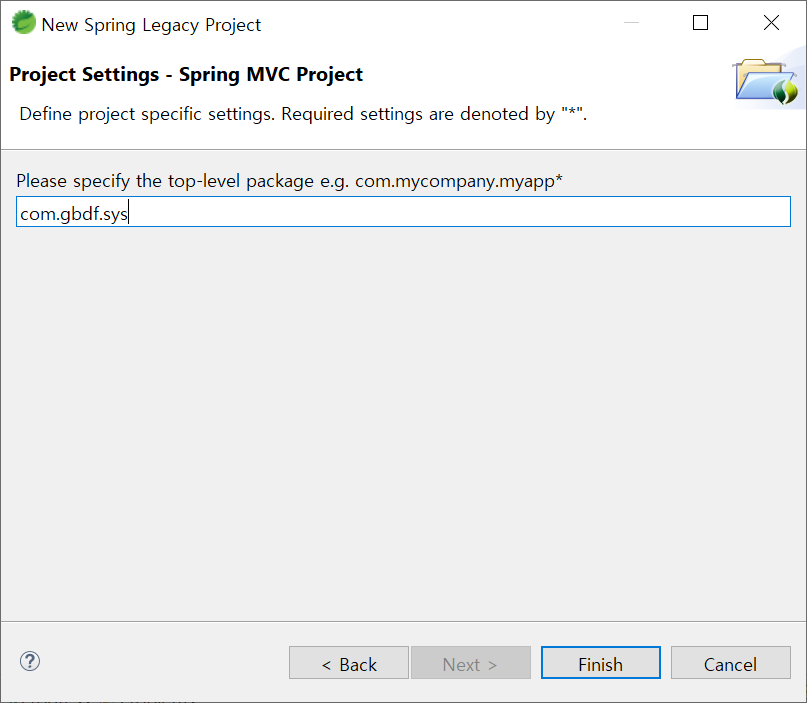 New Spring Legacy Project
Project Settings - Spring MVC Project
Define project specific settings. Required settings are denoted by "*".
Please specify the top-level package e.g. com.mycompany.myapp*
com.gbdf.sys
?
< Back
Next >
Finish
Cancel